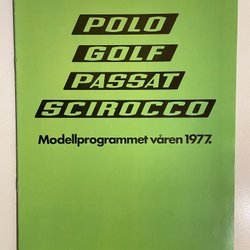 POLO
GOLF
PASSAT
SCIROCCO
Modellprogrammet våren 1977.